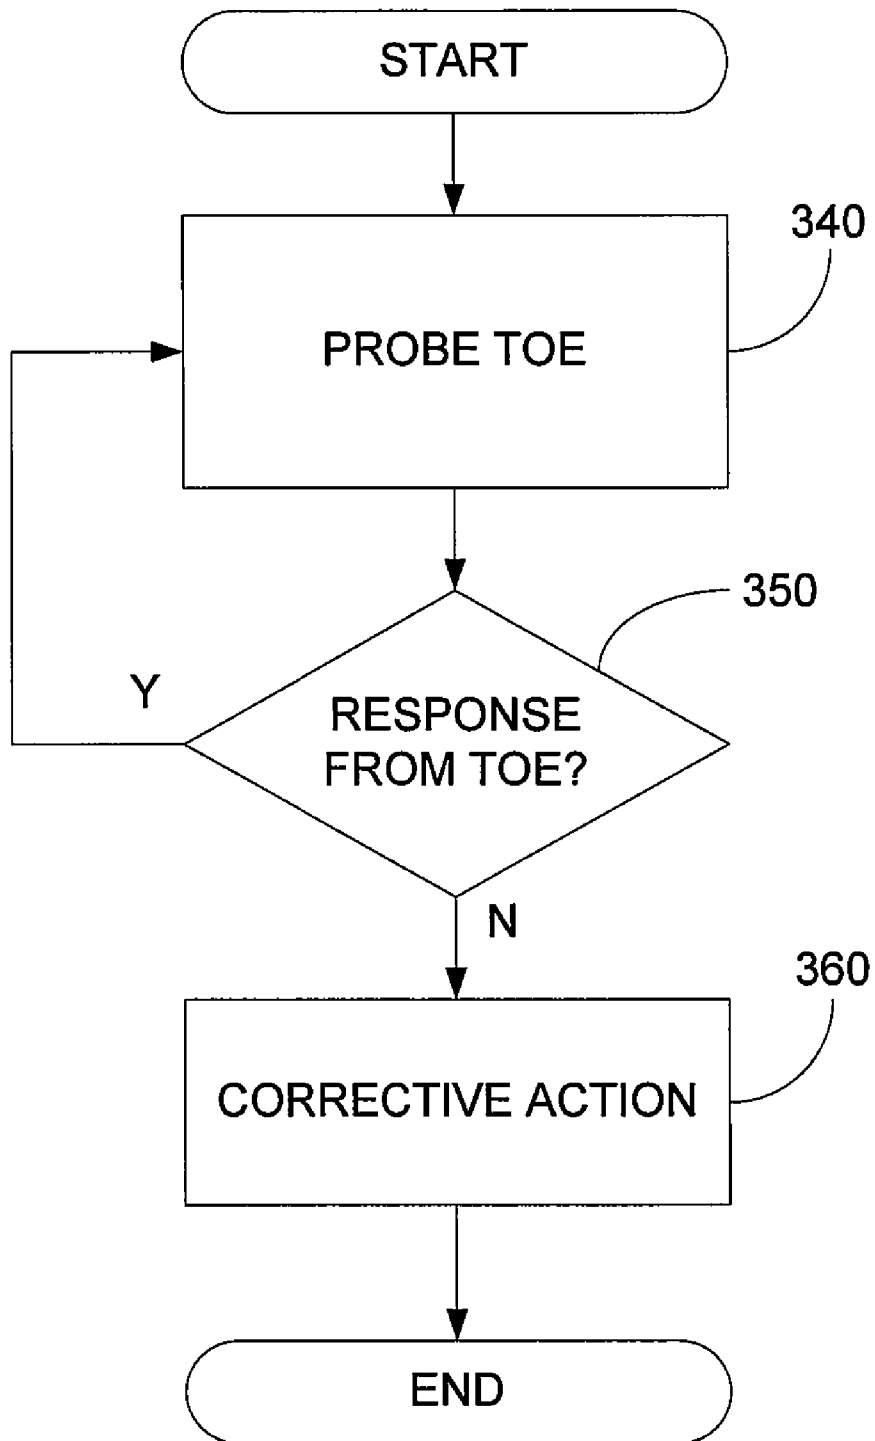 START
340
PROBE TOE
350
Y
RESPONSE
FROM TOE?
N
360
CORRECTIVE ACTION
END